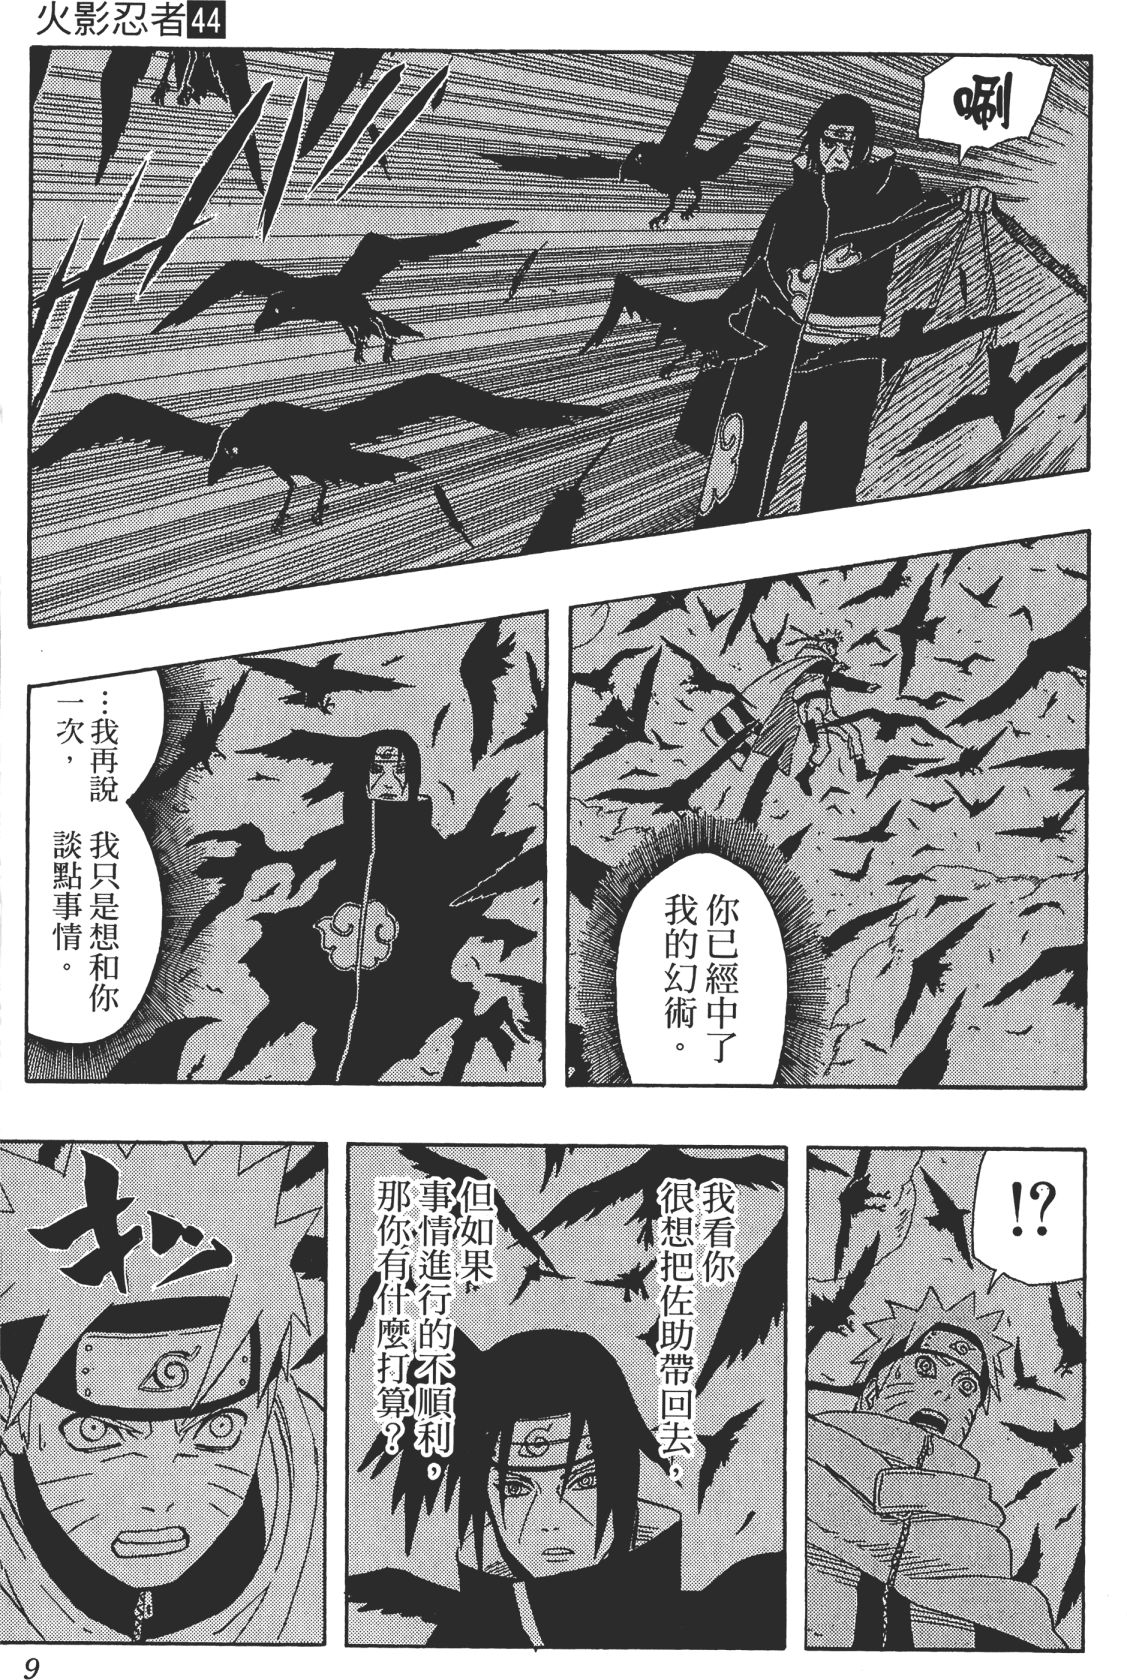 火影忍者44
唰
你已經中了
我的幻術。
…我再說
一次，
我只是想和你
談點事情。
!?
我看你
很想把佐助帶回去，
但如果
事情進行的不順利，
那你有什麼打算？
オッ
9